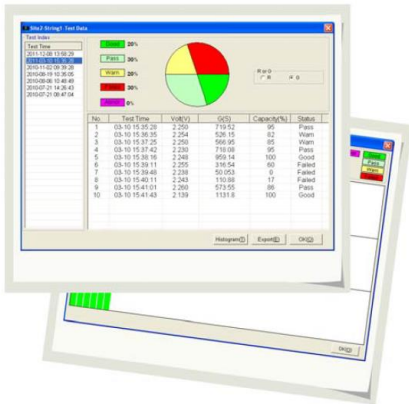 Site2 String1 Test Data
Test Index
Test Time
2011-12-08 13:58:29
2011-03-10 15:35:28
2010-11-02 09:39:28
2010-08-19 10:35:05
2010-08-06 10:48:49
2010-07-21 14:26:43
2010-07-21 08:47:04
Good 20%
Pass 30%
Warn 20%
Failed 30%
0%
R or G
R G
No. Test Time Volt(V) G(S) Capacity(%) Status
1 03-10 15:35:28 2.250 719.52 95 Pass
2 03-10 15:36:35 2.254 526.15 82 Warn
3 03-10 15:37:25 2.250 566.95 85 Warn
4 03-10 15:37:42 2.230 718.08 95 Pass
5 03-10 15:38:16 2.248 959.14 100 Good
6 03-10 15:39:11 2.255 316.54 60 Failed
7 03-10 15:39:48 2.238 50.053 0 Failed
8 03-10 15:40:11 2.243 110.88 17 Failed
9 03-10 15:41:01 2.260 573.55 86 Pass
10 03-10 15:41:43 2.139 1131.8 100 Good
Histogram(T) Export(E) OK(O)
Good
Pass
Warn
OK(O)